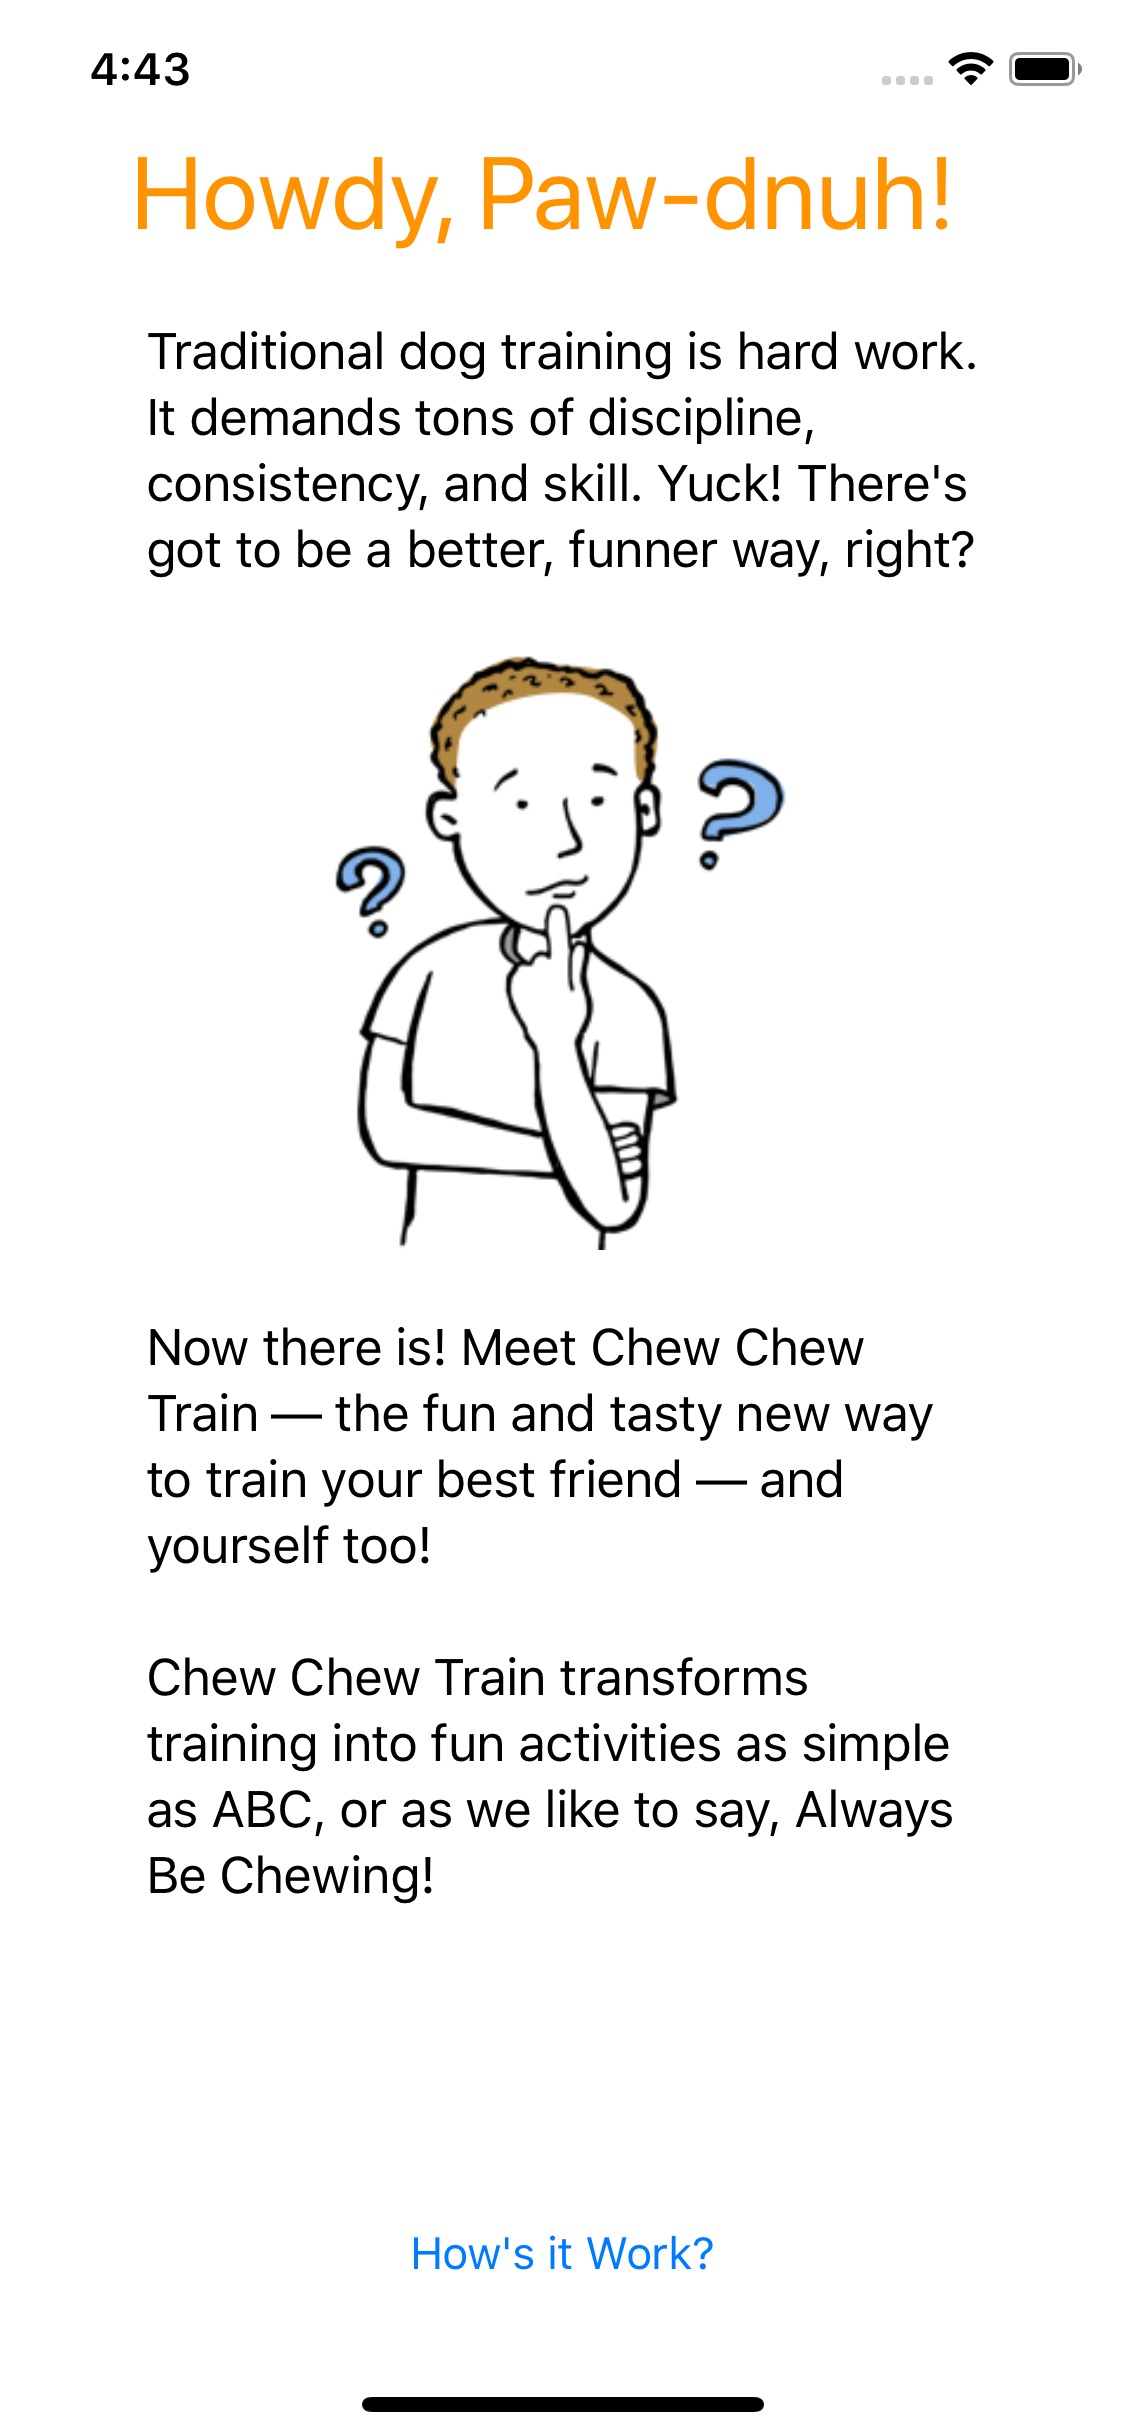 4:43
Howdy, Paw-dnuh!
Traditional dog training is hard work.
It demands tons of discipline,
consistency, and skill. Yuck! There's
got to be a better, funner way, right?
? ?
Now there is! Meet Chew Chew
Train — the fun and tasty new way
to train your best friend — and
yourself too!
Chew Chew Train transforms
training into fun activities as simple
as ABC, or as we like to say, Always
Be Chewing!
How's it Work?